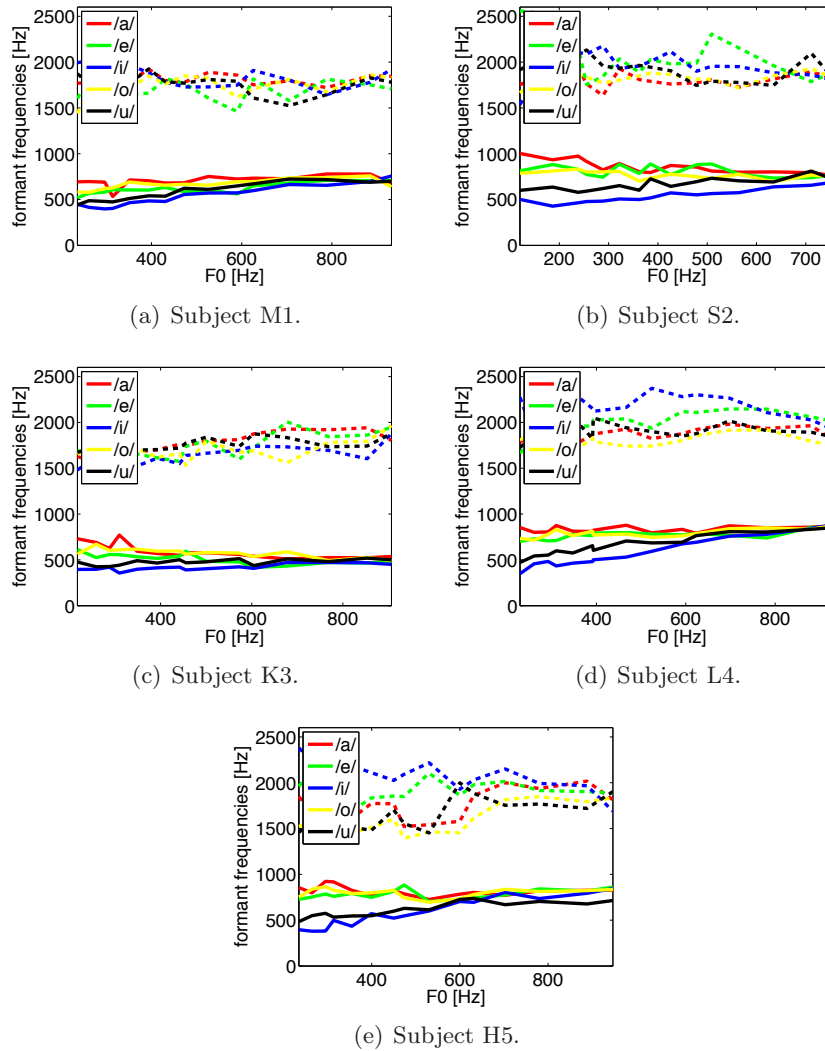 formant frequencies [Hz]
2500
2000
1500
1000
500
0
/a/
/e/
/i/
/o/
/u/
400
600
800
F0 [Hz]
(a) Subject M1.
formant frequencies [Hz]
2500
2000
1500
1000
500
0
/a/
/e/
/i/
/o/
/u/
200
300
400
500
600
700
F0 [Hz]
(b) Subject S2.
formant frequencies [Hz]
2500
2000
1500
1000
500
0
/a/
/e/
/i/
/o/
/u/
400
600
800
F0 [Hz]
(c) Subject K3.
formant frequencies [Hz]
2500
2000
1500
1000
500
0
/a/
/e/
/i/
/o/
/u/
400
600
800
F0 [Hz]
(d) Subject L4.
formant frequencies [Hz]
2500
2000
1500
1000
500
0
/a/
/e/
/i/
/o/
/u/
400
600
800
F0 [Hz]
(e) Subject H5.